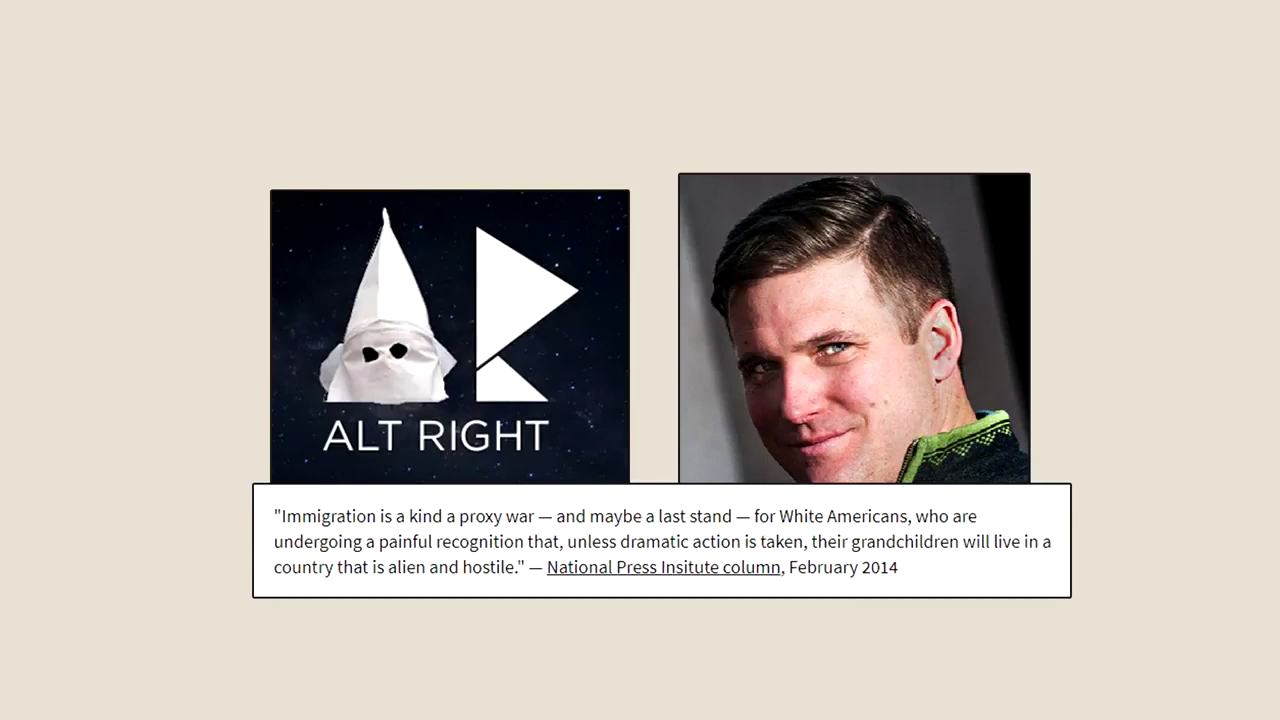 ALT RIGHT
"Immigration is a kind a proxy war — and maybe a last stand — for White Americans, who are
undergoing a painful recognition that, unless dramatic action is taken, their grandchildren will live in a
country that is alien and hostile." — National Press Insitute column, February 2014